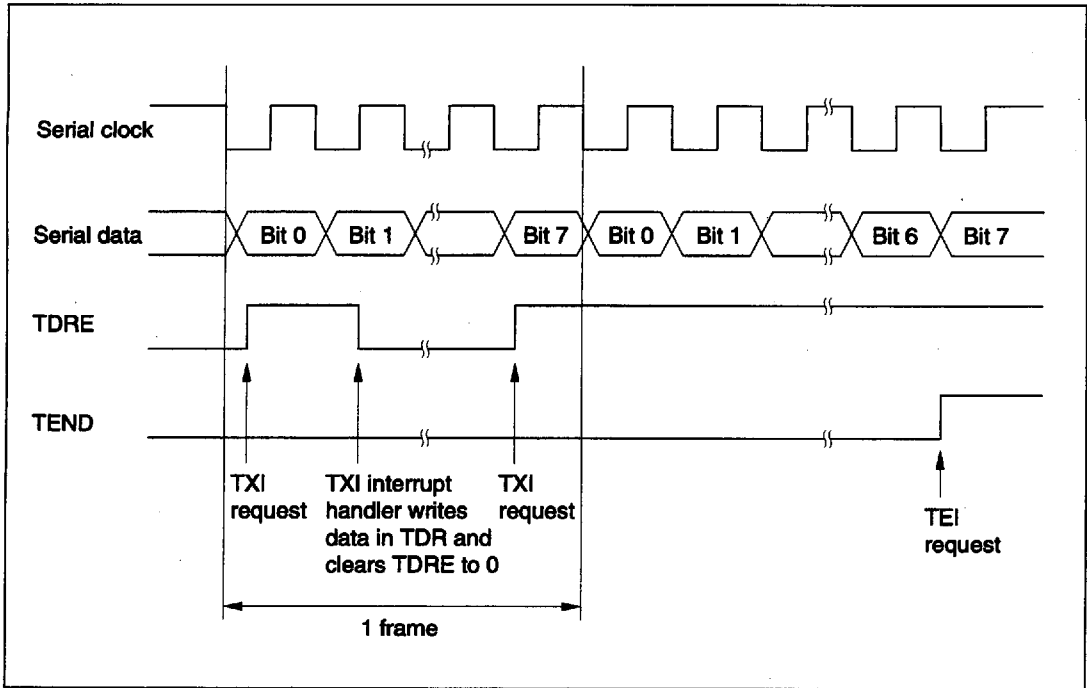 Serial clock
Serial data
Bit 0
Bit 1
Bit 7
Bit 0
Bit 1
Bit 6
Bit 7
TDRE
TEND
TXI
request
TXI interrupt
handler writes
data in TDR and
clears TDRE to 0
TXI
request
TEI
request
1 frame